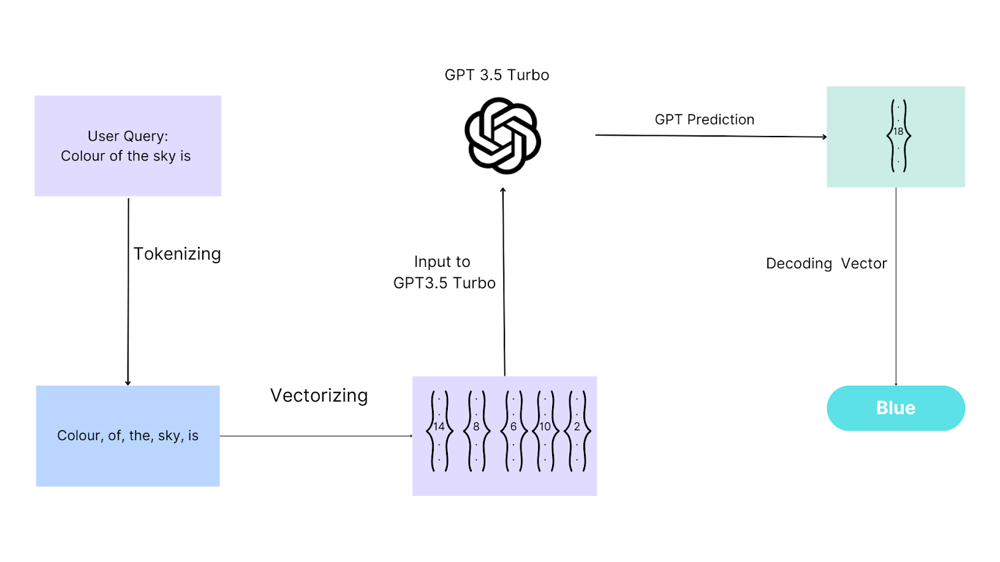 GPT 3.5 Turbo
User Query:
Colour of the sky is
GPT Prediction
18
Tokenizing
Input to
GPT3.5 Turbo
Decoding Vector
Vectorizing
Colour, of, the, sky, is
14 8 6 10 2
Blue